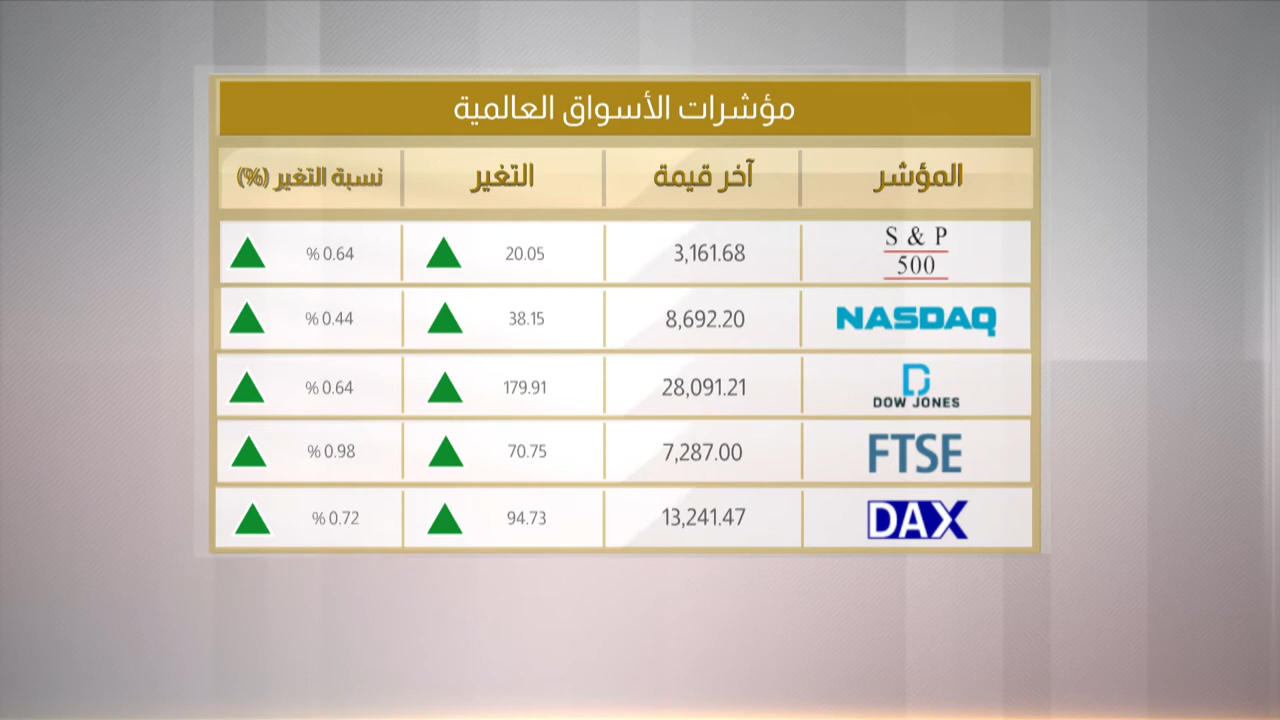 مؤشرات الأسواق العالمية
المؤشر آخر قيمة التغير نسبة التغير (%)
S & P 500 3,161.68 20.05 % 0.64
NASDAQ 8,692.20 38.15 % 0.44
DOW JONES 28,091.21 179.91 % 0.64
FTSE 7,287.00 70.75 % 0.98
DAX 13,241.47 94.73 % 0.72